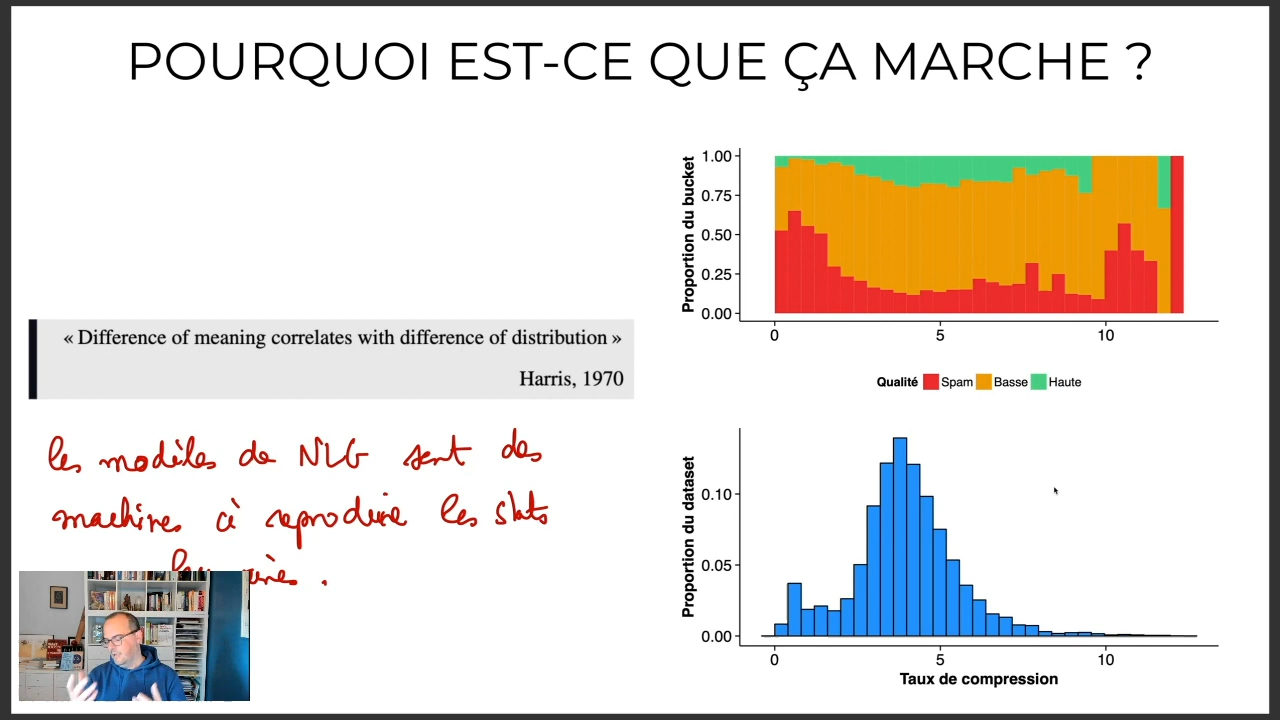 POURQUOI EST-CE QUE ÇA MARCHE ?
« Difference of meaning correlates with difference of distribution »
Harris, 1970
les modèles de NLG sont des
machines à reproduire les stats
.
Proportion du bucket
1.00
0.75
0.50
0.25
0.00
0 5 10
Qualité Spam Basse Haute
Proportion du dataset
0.10
0.05
0.00
0 5 10
Taux de compression